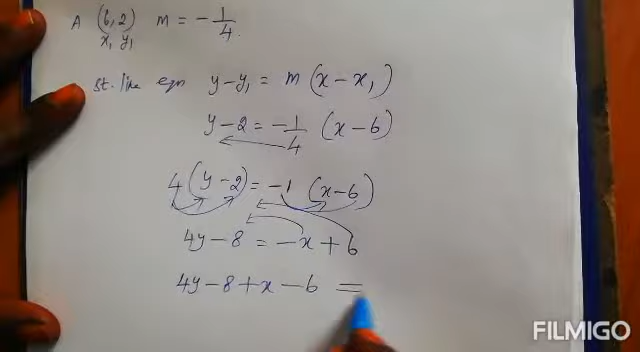 A (6, 2) m = -1/4.
x₁ y₁
St. line eqn y-y₁ = m(x-x₁)
y-2 = -1/4 (x-6)
4(y-2) = -1 (x-6)
4y-8 = -x+6
4y-8+x-6 =
FILMIGO